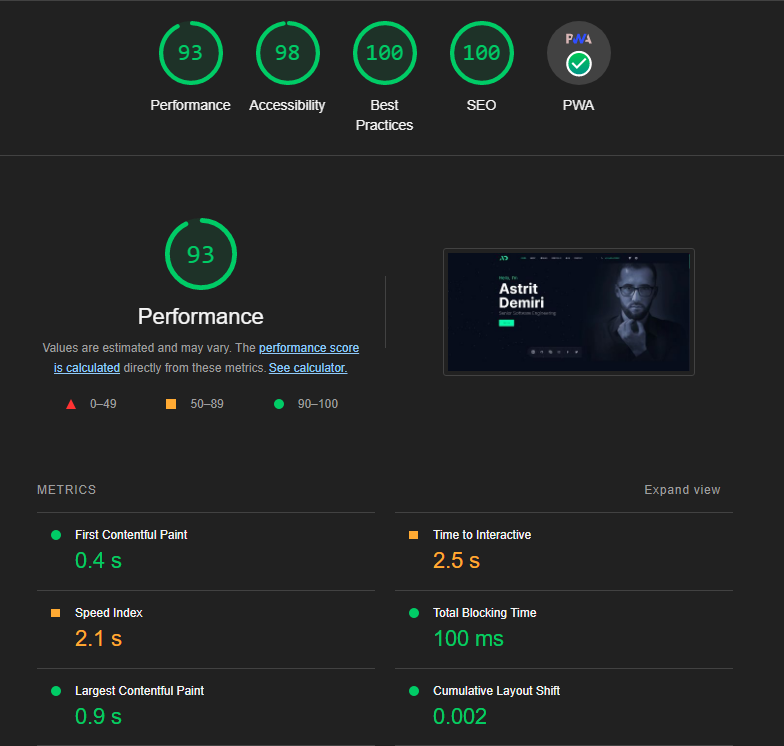 93
98
100
100
PWA
Performance
Accessibility
Best
Practices
SEO
PWA
93
Performance
Values are estimated and may vary. The performance score
is calculated directly from these metrics. See calculator.
0–49
50–89
90–100
Astrit
Demiri
Senior Software Engineering
METRICS
Expand view
First Contentful Paint
0.4 s
Time to Interactive
2.5 s
Speed Index
2.1 s
Total Blocking Time
100 ms
Largest Contentful Paint
0.9 s
Cumulative Layout Shift
0.002